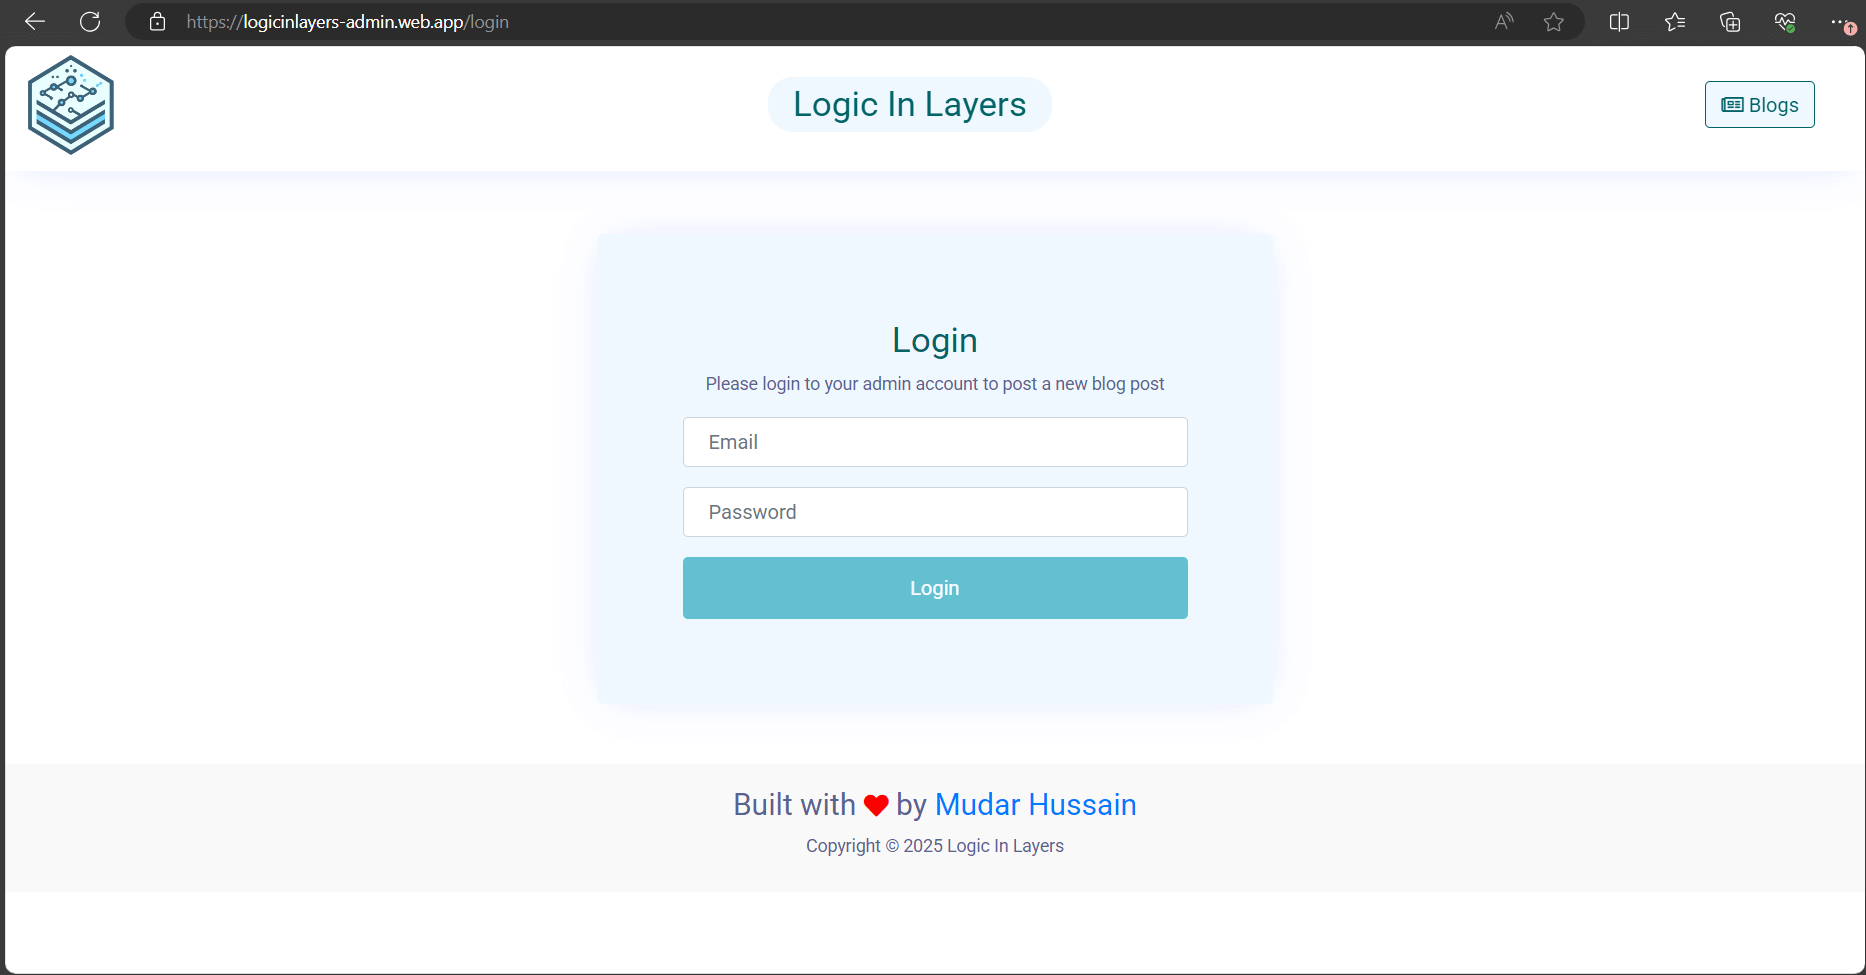 https://logicinlayers-admin.web.app/login
Logic In Layers
Blogs
Login
Please login to your admin account to post a new blog post
Email
Password
Login
Built with ❤ by Mudar Hussain
Copyright © 2025 Logic In Layers